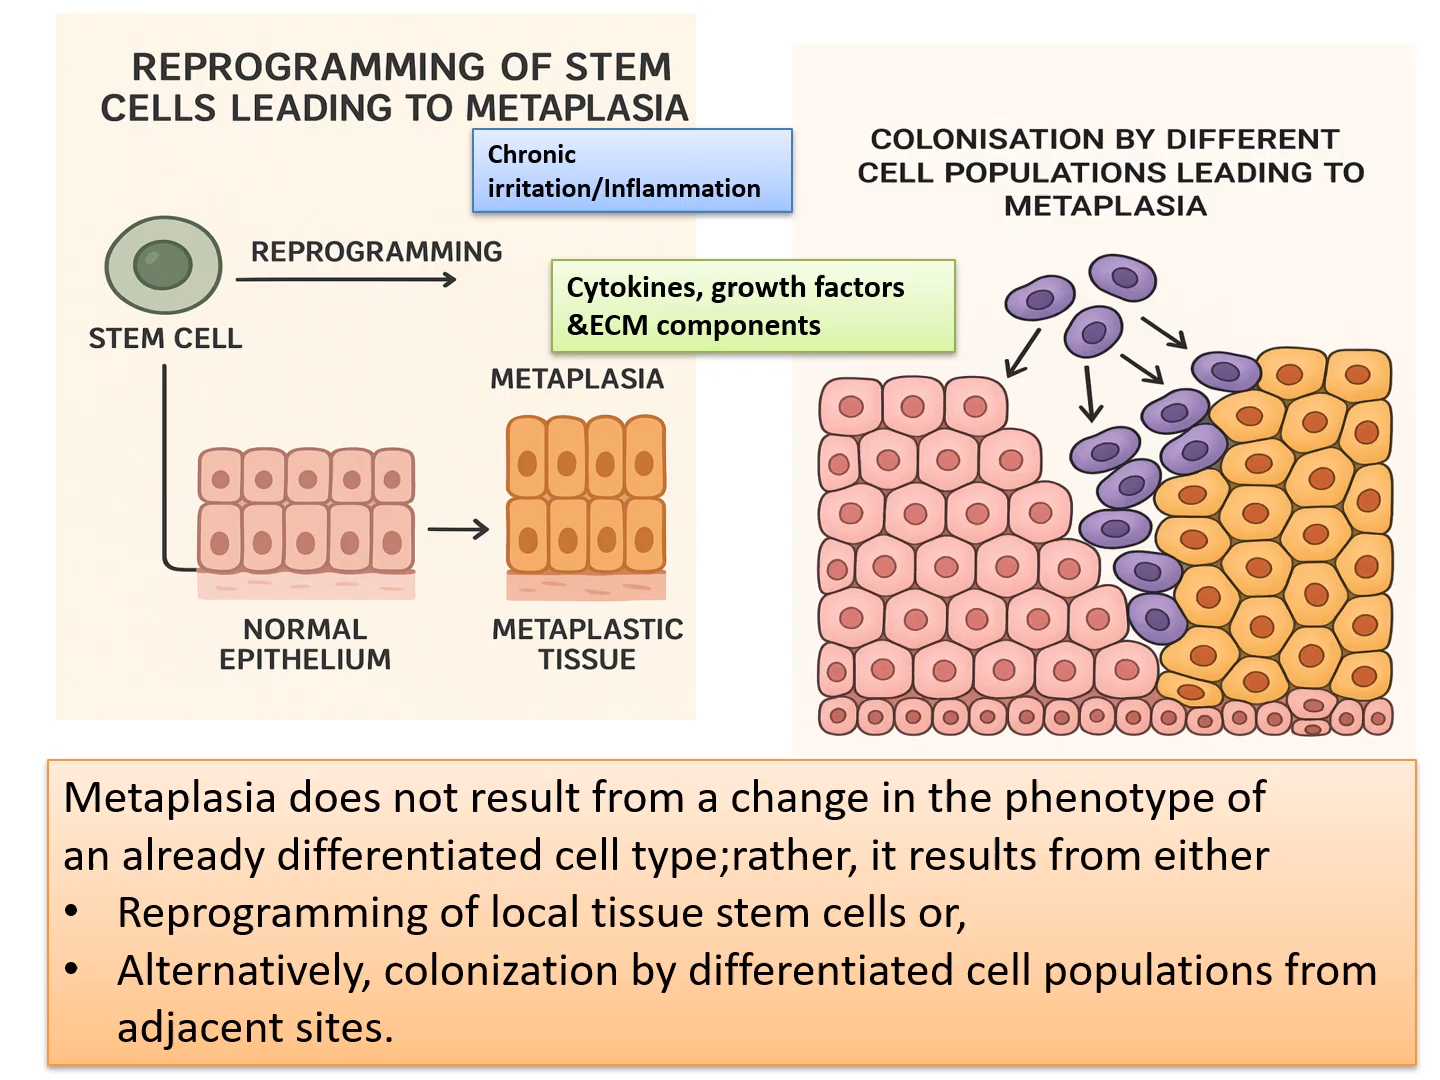 REPROGRAMMING OF STEM
CELLS LEADING TO METAPLASIA
Chronic
irritation/Inflammation
REPROGRAMMING
Cytokines, growth factors
&ECM components
STEM CELL
METAPLASIA
NORMAL
EPITHELIUM
METAPLASTIC
TISSUE
COLONISATION BY DIFFERENT
CELL POPULATIONS LEADING TO
METAPLASIA
Metaplasia does not result from a change in the phenotype of
an already differentiated cell type;rather, it results from either
• Reprogramming of local tissue stem cells or,
• Alternatively, colonization by differentiated cell populations from
adjacent sites.